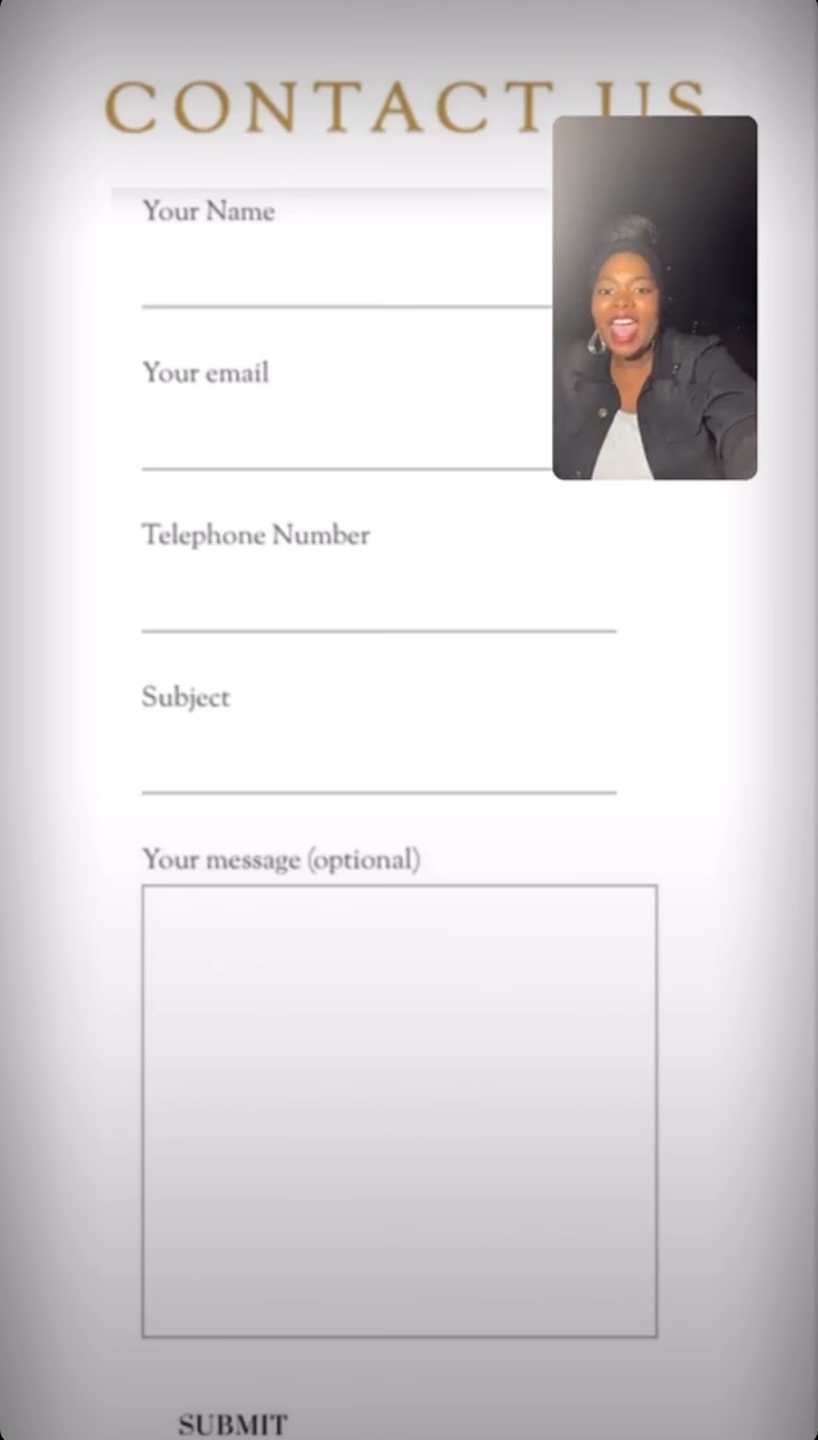 CONTACT US
Your Name
Your email
Telephone Number
Subject
Your message (optional)
SUBMIT